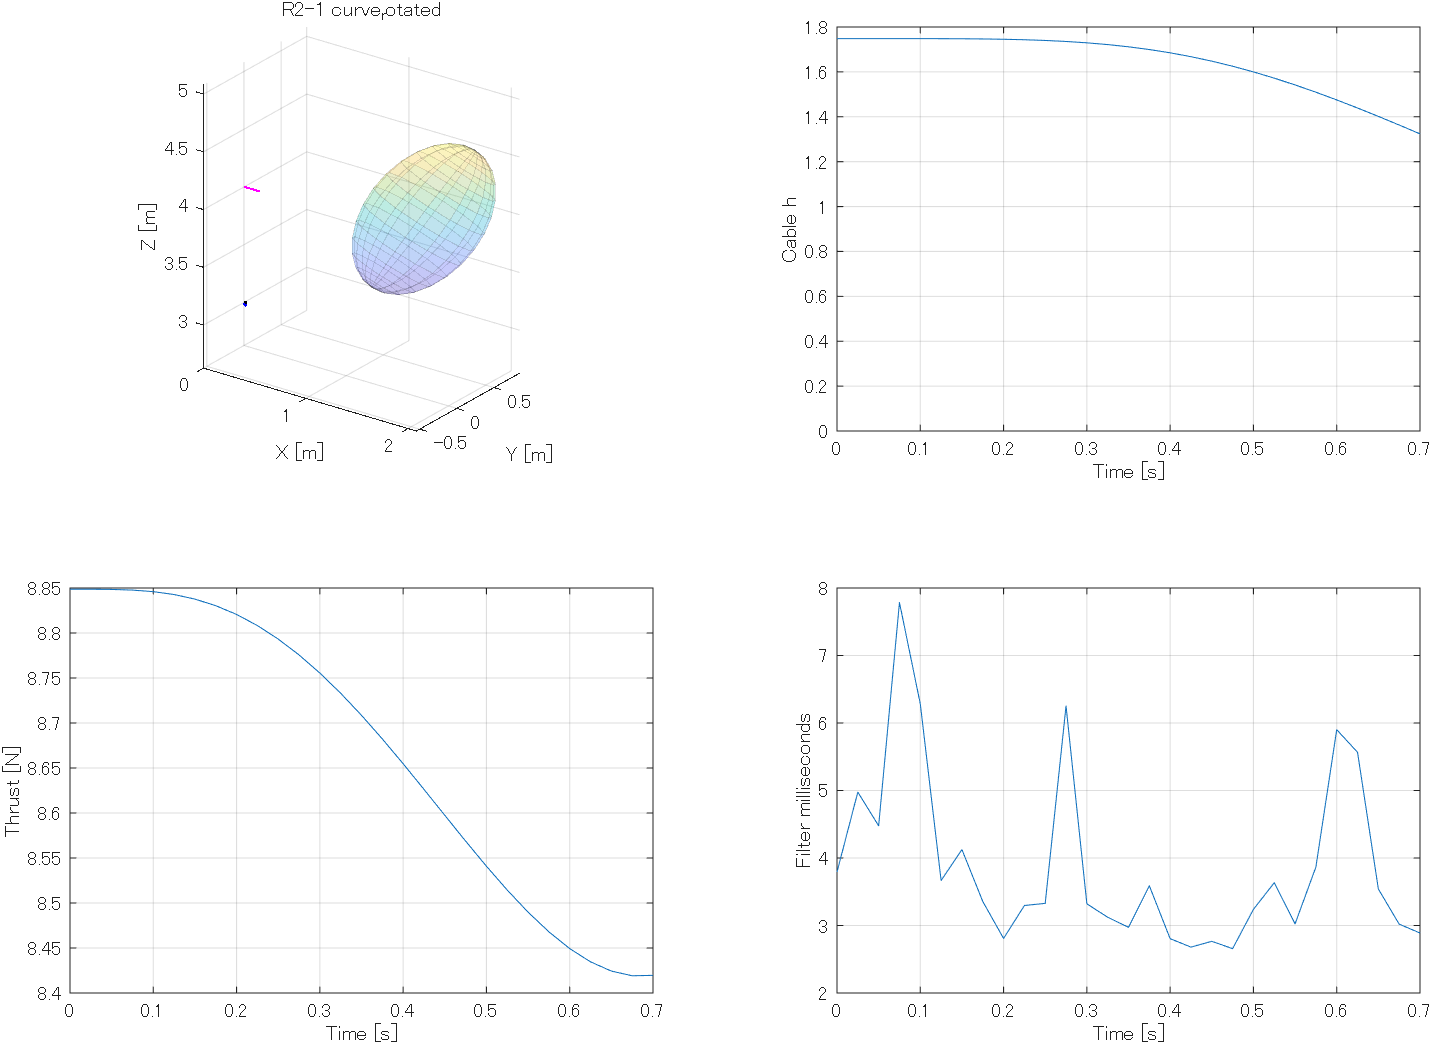 R2-1 curverotated
5
4.5
4
3.5
3
Z [m]
0
1
2
X [m]
-0.5
0
0.5
Y [m]
1.8
1.6
1.4
1.2
1
0.8
0.6
0.4
0.2
0
Cable h
0 0.1 0.2 0.3 0.4 0.5 0.6 0.7
Time [s]
8.85
8.8
8.75
8.7
8.65
8.6
8.55
8.5
8.45
8.4
Thrust [N]
0 0.1 0.2 0.3 0.4 0.5 0.6 0.7
Time [s]
8
7
6
5
4
3
2
Filter milliseconds
0 0.1 0.2 0.3 0.4 0.5 0.6 0.7
Time [s]